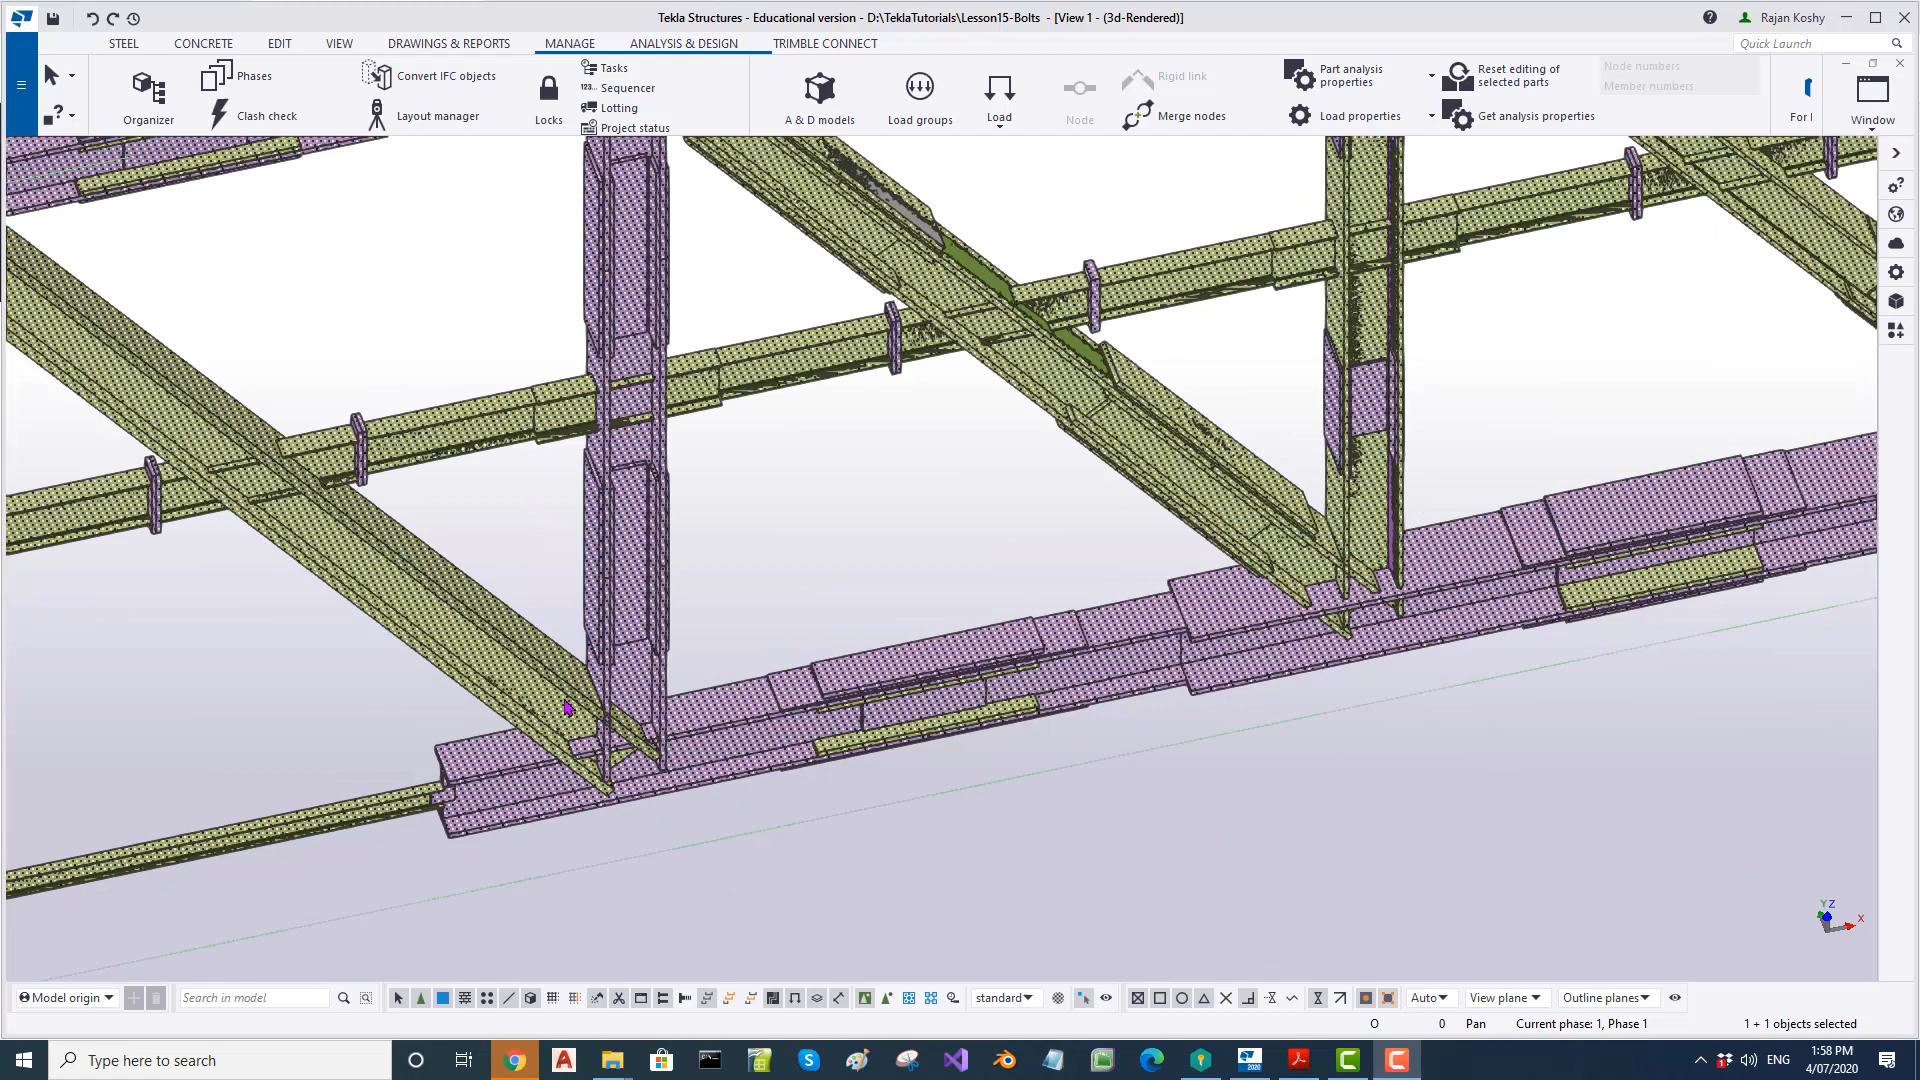 Tekla Structures - Educational version - D:\TeklaTutorials\Lesson15-Bolts - [View 1 - (3d-Rendered)]
Rajan Koshy
STEEL CONCRETE EDIT VIEW DRAWINGS & REPORTS MANAGE ANALYSIS & DESIGN TRIMBLE CONNECT
Quick Launch
Organizer
Phases
Clash check
Convert IFC objects
Layout manager
Locks
Tasks
Sequencer
Lotting
Project status
A & D models
Load groups
Load
Node
Rigid link
Merge nodes
Part analysis
properties
Load properties
Reset editing of
selected parts
Get analysis properties
Node numbers
Member numbers
For I
Window
Y Z
X
Model origin
Search in model
standard
Auto
View plane
Outline planes
O 0 Pan Current phase: 1, Phase 1 1 + 1 objects selected
Type here to search
ENG
1:58 PM
4/07/2020